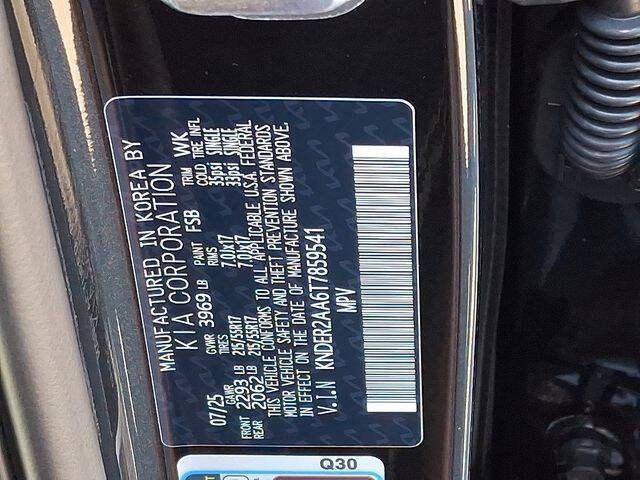 MANUFACTURED IN KOREA BY
KIA CORPORATION
07/25 GVWR 3969 LB PAINT FSB TRIM WK
GAWR TIRES RIMS COLD TIRE INFL
FRONT 2293 LB 215/55R17 7.0Jx17 35psi SINGLE
REAR 2062 LB 215/55R17 7.0Jx17 33psi SINGLE
THIS VEHICLE CONFORMS TO ALL APPLICABLE U.S.A. FEDERAL
MOTOR VEHICLE SAFETY AND THEFT PREVENTION STANDARDS
IN EFFECT ON THE DATE OF MANUFACTURE SHOWN ABOVE.
V.I.N KNDER2AA6T7859541
MPV
Q30